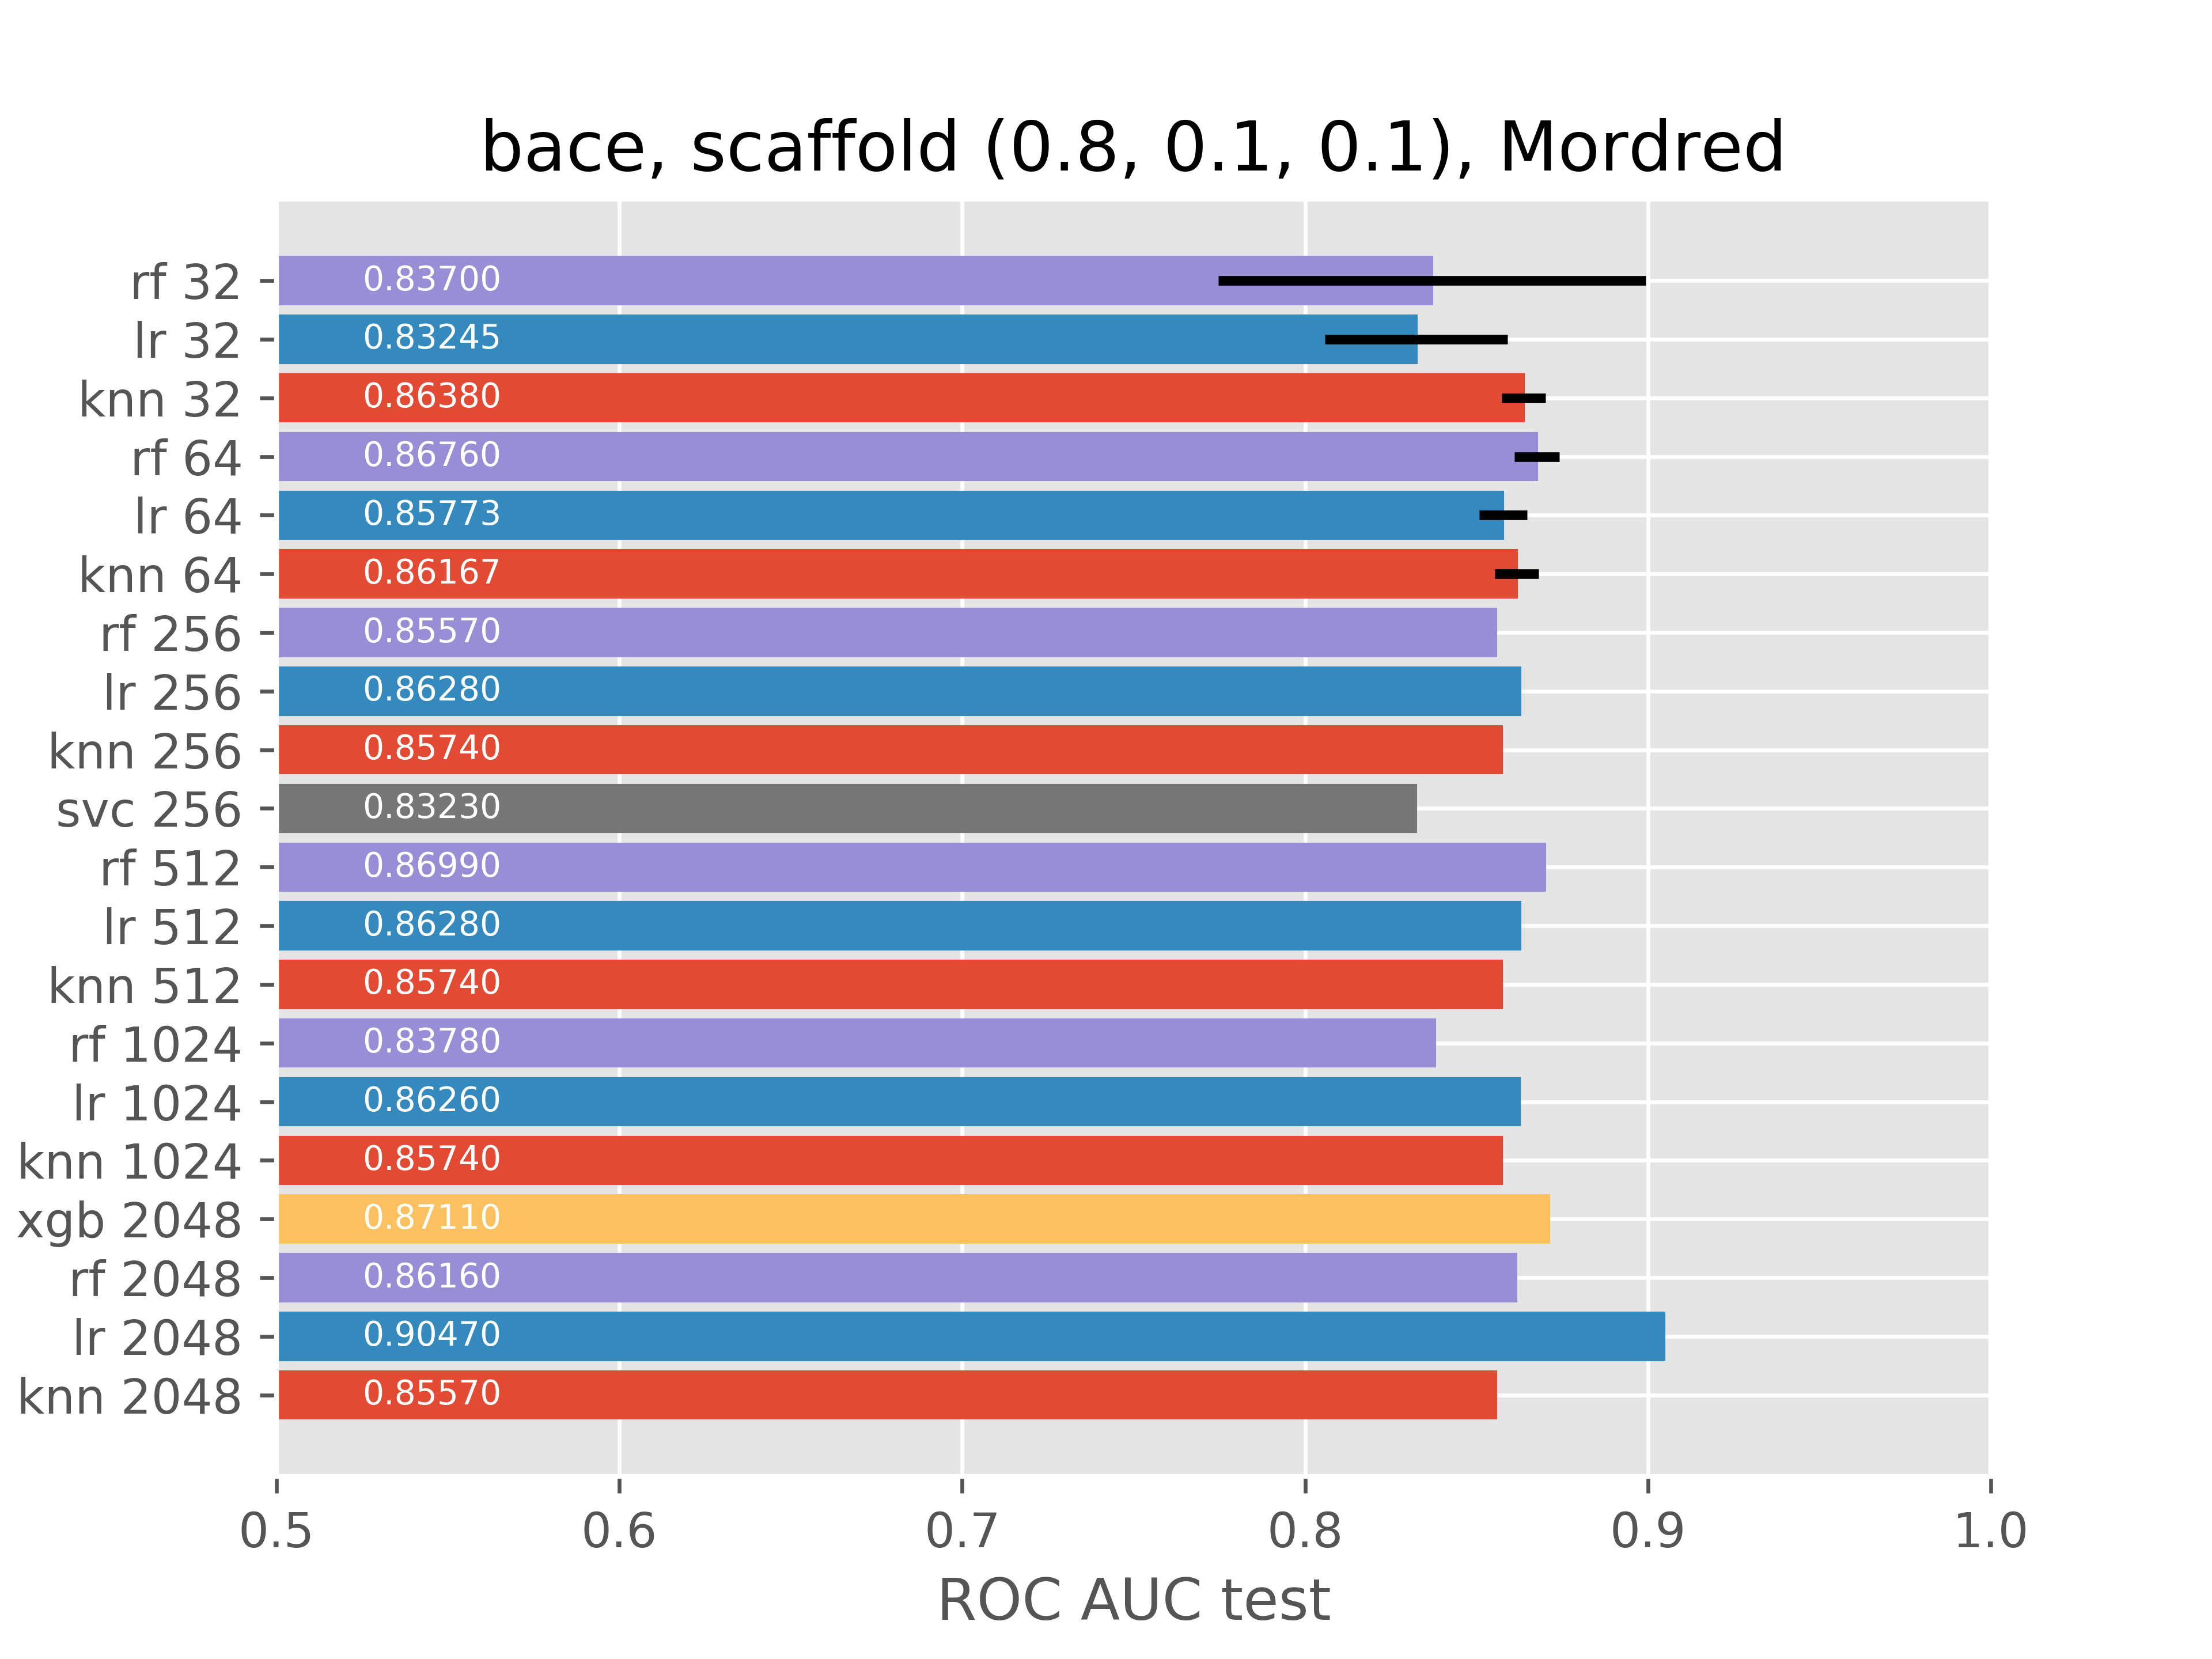 bace, scaffold (0.8, 0.1, 0.1), Mordred
rf 32 0.83700
lr 32 0.83245
knn 32 0.86380
rf 64 0.86760
lr 64 0.85773
knn 64 0.86167
rf 256 0.85570
lr 256 0.86280
knn 256 0.85740
svc 256 0.83230
rf 512 0.86990
lr 512 0.86280
knn 512 0.85740
rf 1024 0.83780
lr 1024 0.86260
knn 1024 0.85740
xgb 2048 0.87110
rf 2048 0.86160
lr 2048 0.90470
knn 2048 0.85570
0.5 0.6 0.7 0.8 0.9 1.0
ROC AUC test